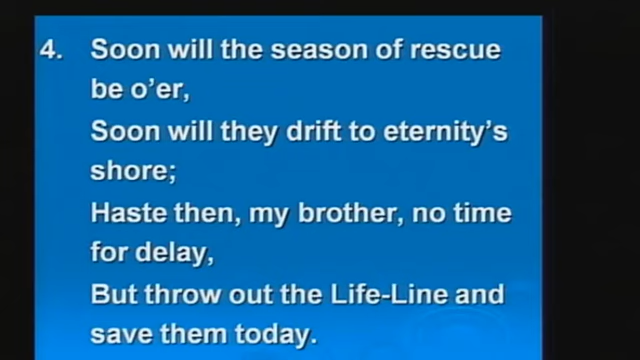 4. Soon will the season of rescue
be o'er,
Soon will they drift to eternity's
shore;
Haste then, my brother, no time
for delay,
But throw out the Life-Line and
save them today.